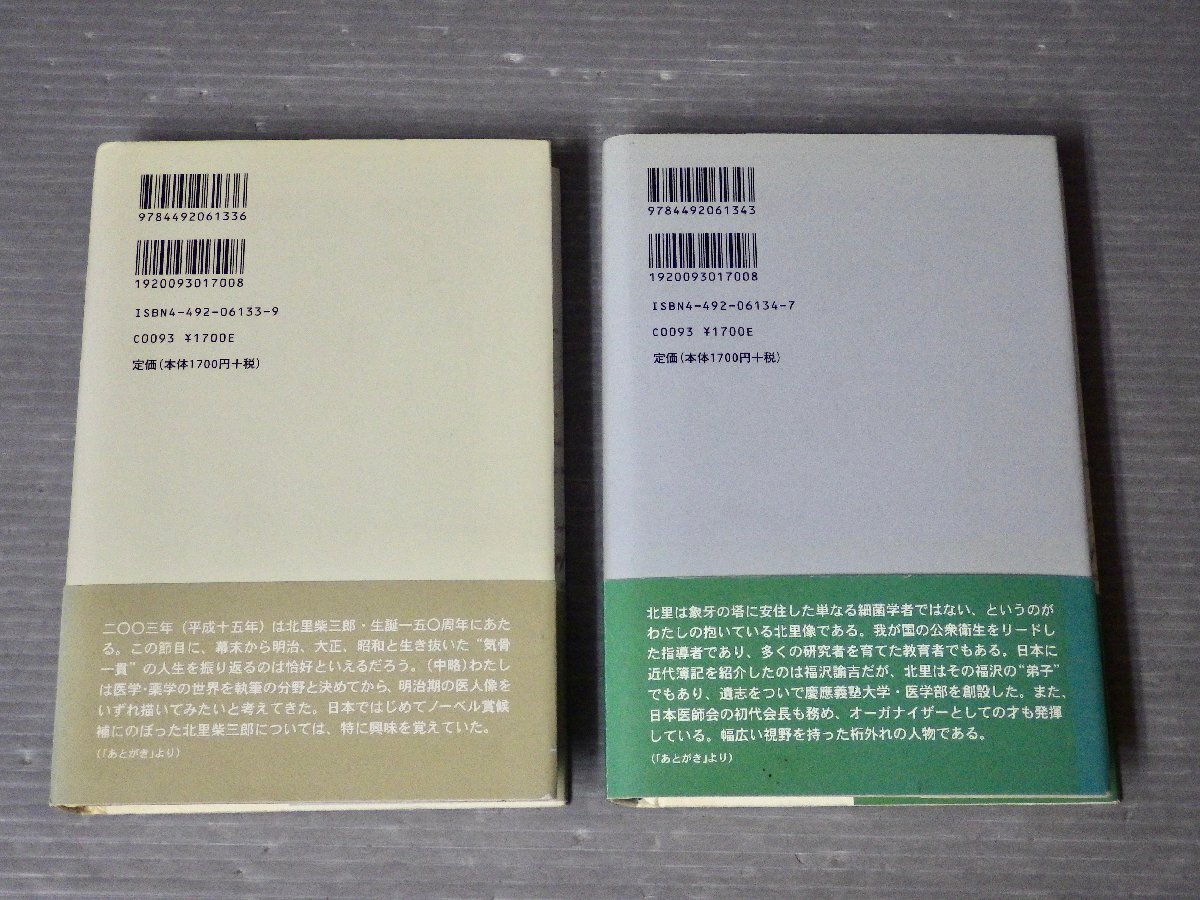 9784492061336
1920093017008
ISBN4-492-06133-9
C0093 ¥1700E
定価(本体1700円+税)
二〇〇三年（平成十五年）は北里柴三郎・生誕一五〇周年にあた
る。この節目に、幕末から明治、大正、昭和と生き抜いた“気骨
一貫”の人生を振り返るのは恰好といえるだろう。（中略）わたし
は医学・薬学の世界を執筆の分野と決めてから、明治期の医人像を
いずれ描いてみたいと考えてきた。日本ではじめてノーベル賞候
補にのぼった北里柴三郎については、特に興味を覚えていた。
（「あとがき」より）
9784492061343
1920093017008
ISBN4-492-06134-7
C0093 ¥1700E
定価(本体1700円+税)
北里は象牙の塔に安住した単なる細菌学者ではない、というのが
わたしの抱いている北里像である。我が国の公衆衛生をリードし
た指導者であり、多くの研究者を育てた教育者でもある。日本に
近代簿記を紹介したのは福沢諭吉だが、北里はその福沢の“弟子”
でもあり、遺志をついで慶應義塾大学・医学部を創設した。また、
日本医師会の初代会長も務め、オーガナイザーとしての才も発揮
している。幅広い視野を持った桁外れの人物である。
（「あとがき」より）